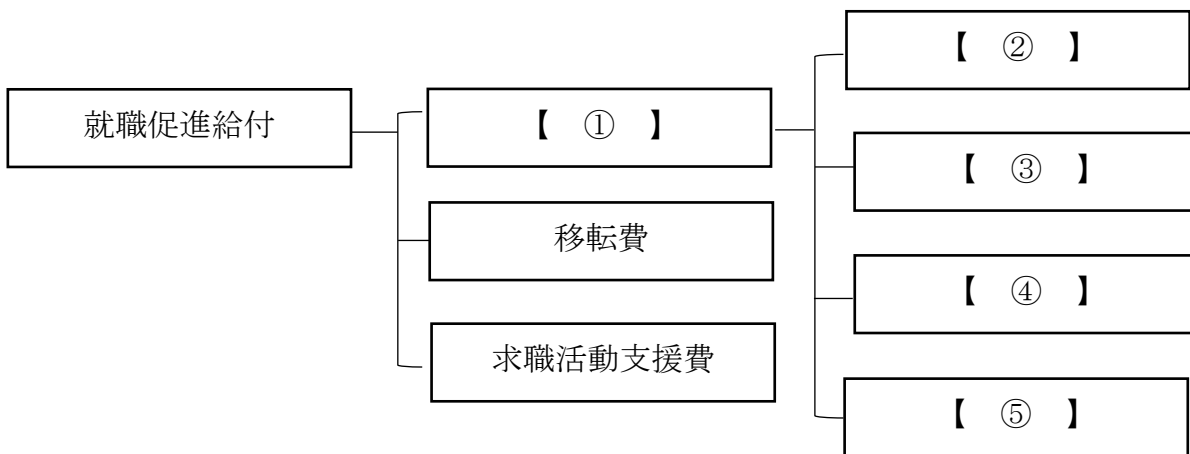 就職促進給付
【　①　】
移転費
求職活動支援費
【　②　】
【　③　】
【　④　】
【　⑤　】